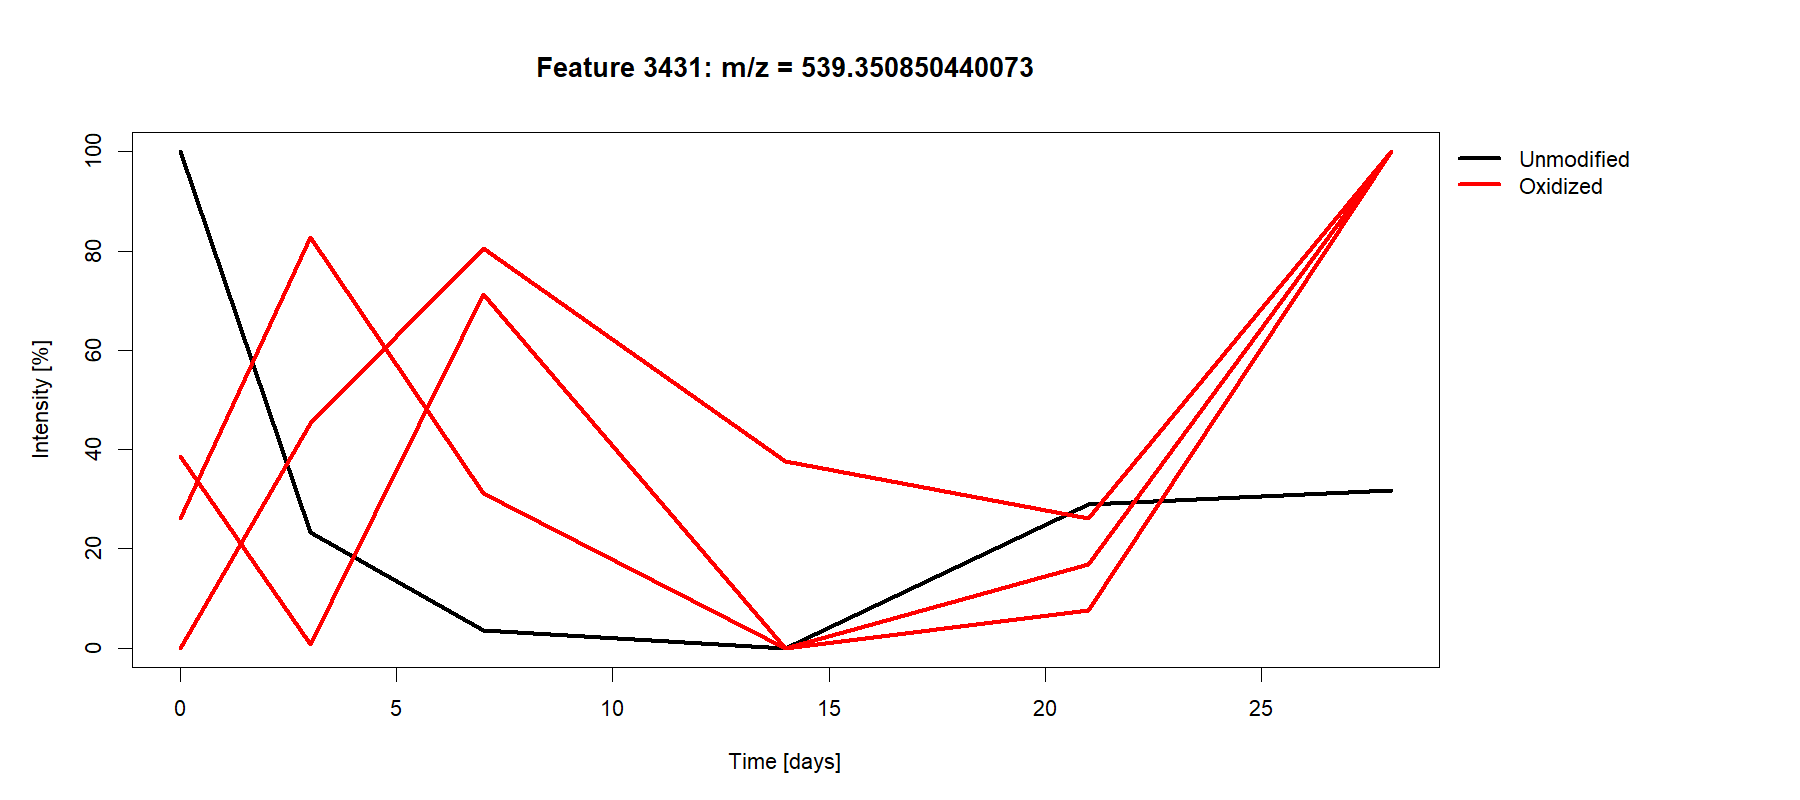 Feature 3431: m/z = 539.350850440073
Unmodified
Oxidized
Intensity [%]
100
80
60
40
20
0
0 5 10 15 20 25
Time [days]